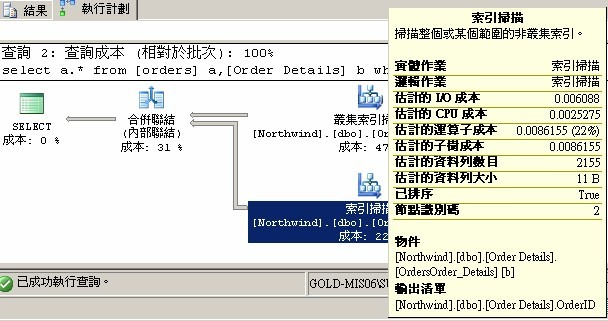 結果 執行計劃
查詢 2: 查詢成本 (相對於批次): 100%
select a.* from [orders] a,[Order Details] b wh
SELECT
成本: 0 %
合併聯結
(內部聯結)
成本: 31 %
叢集索引掃
[Northwind].[dbo].[Or
成本: 47
索引掃描
[Northwind].[dbo].[Or
成本: 22
已成功執行查詢。
GOLD-MIS06\SU
索引掃描
掃描整個或某個範圍的非叢集索引。
實體作業 索引掃描
邏輯作業 索引掃描
估計的 I/O 成本 0.006088
估計的 CPU 成本 0.0025275
估計的運算子成本 0.0086155 (22%)
估計的子樹成本 0.0086155
估計的資料列數目 2155
估計的資料列大小 11 B
已排序 True
節點識別碼 2
物件
[Northwind].[dbo].[Order Details].
[OrdersOrder_Details] [b]
輸出清單
[Northwind].[dbo].[Order Details].OrderID